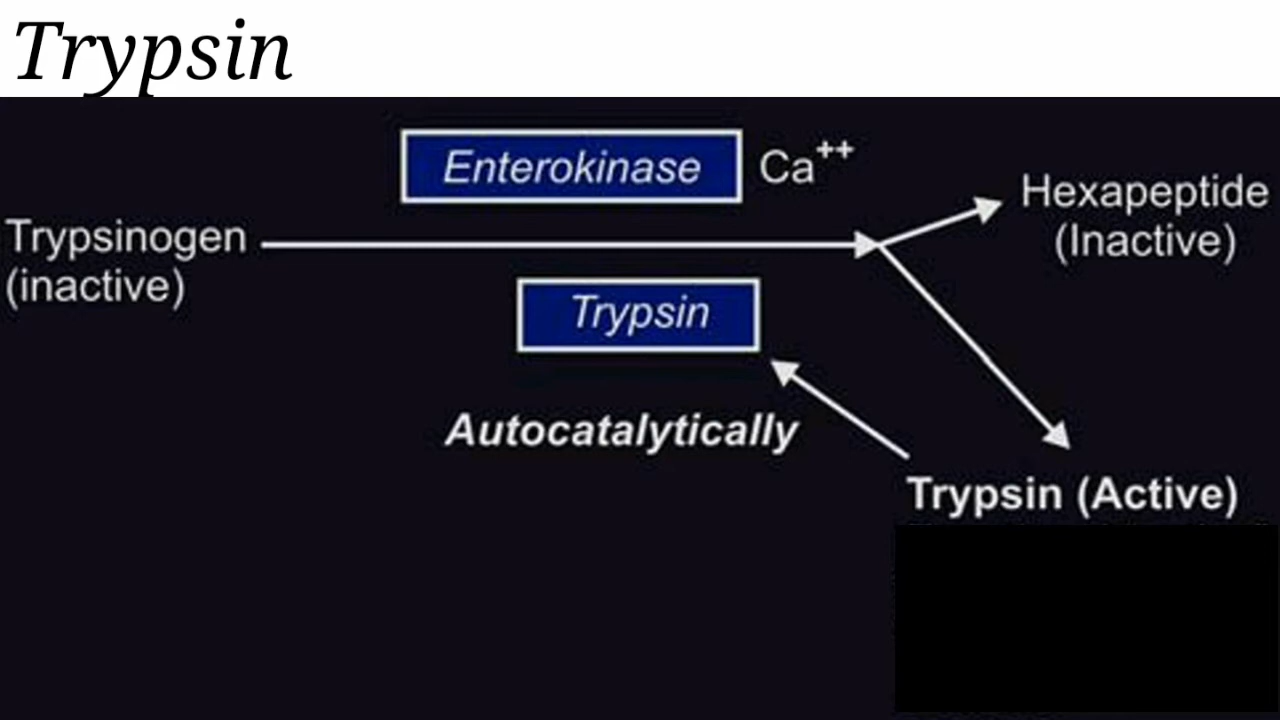 Trypsin
Enterokinase Ca++
Trypsinogen
(inactive)
Hexapeptide
(Inactive)
Trypsin
Autocatalytically
Trypsin (Active)